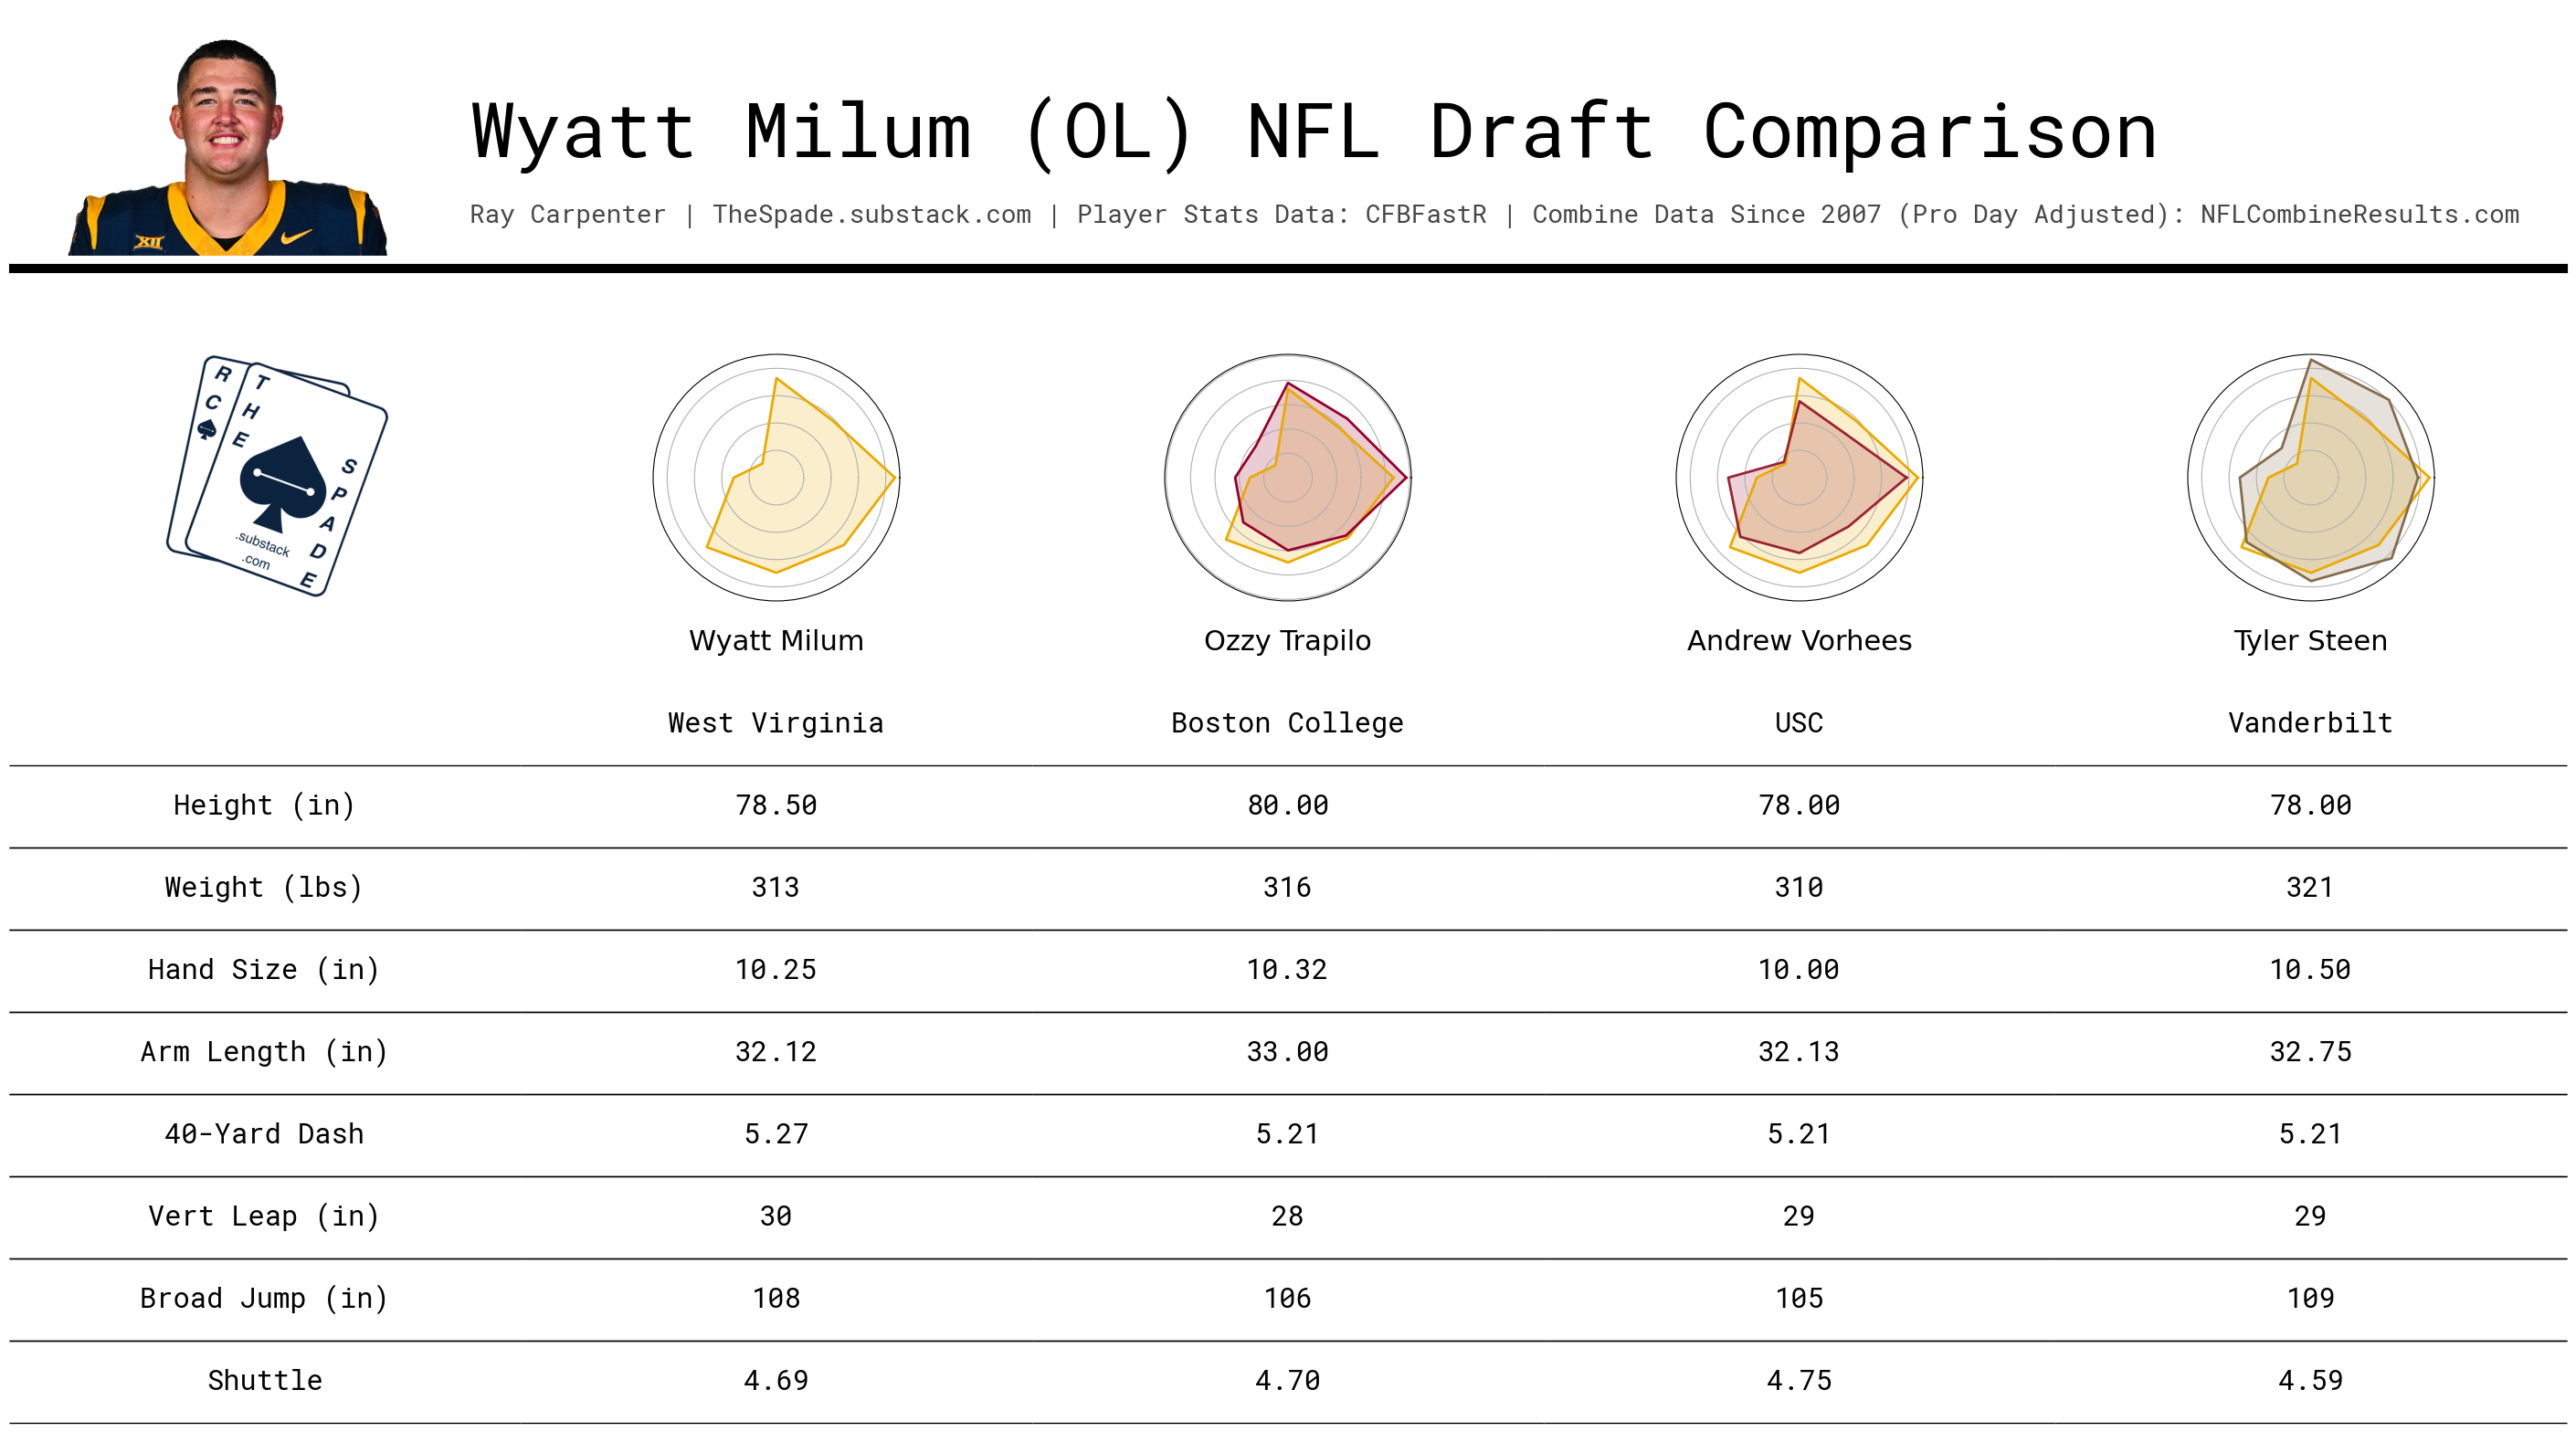 Wyatt Milum (OL) NFL Draft Comparison
Ray Carpenter | TheSpade.substack.com | Player Stats Data: CFBFastR | Combine Data Since 2007 (Pro Day Adjusted): NFLCombineResults.com
XII
R C
THE SPADE
.substack
.com
Wyatt Milum Ozzy Trapilo Andrew Vorhees Tyler Steen
West Virginia Boston College USC Vanderbilt
Height (in) 78.50 80.00 78.00 78.00
Weight (lbs) 313 316 310 321
Hand Size (in) 10.25 10.32 10.00 10.50
Arm Length (in) 32.12 33.00 32.13 32.75
40-Yard Dash 5.27 5.21 5.21 5.21
Vert Leap (in) 30 28 29 29
Broad Jump (in) 108 106 105 109
Shuttle 4.69 4.70 4.75 4.59